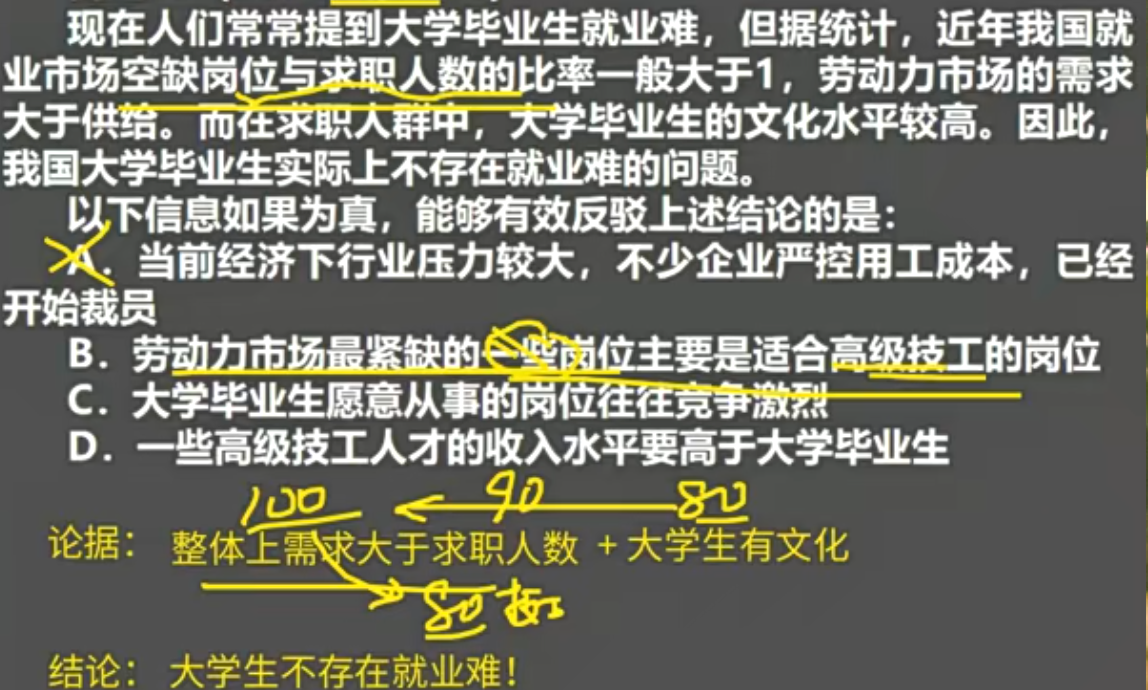 现在人们常常提到大学毕业生就业难，但据统计，近年我国就
业市场空缺岗位与求职人数的比率一般大于1，劳动力市场的需求
大于供给。而在求职人群中，大学毕业生的文化水平较高。因此，
我国大学毕业生实际上不存在就业难的问题。
以下信息如果为真，能够有效反驳上述结论的是：
A．当前经济下行业压力较大，不少企业严控用工成本，已经
开始裁员
B．劳动力市场最紧缺的一些岗位主要是适合高级技工的岗位
C．大学毕业生愿意从事的岗位往往竞争激烈
D．一些高级技工人才的收入水平要高于大学毕业生
100 90 80
论据： 整体上需求大于求职人数 + 大学生有文化
80 技工
结论： 大学生不存在就业难！